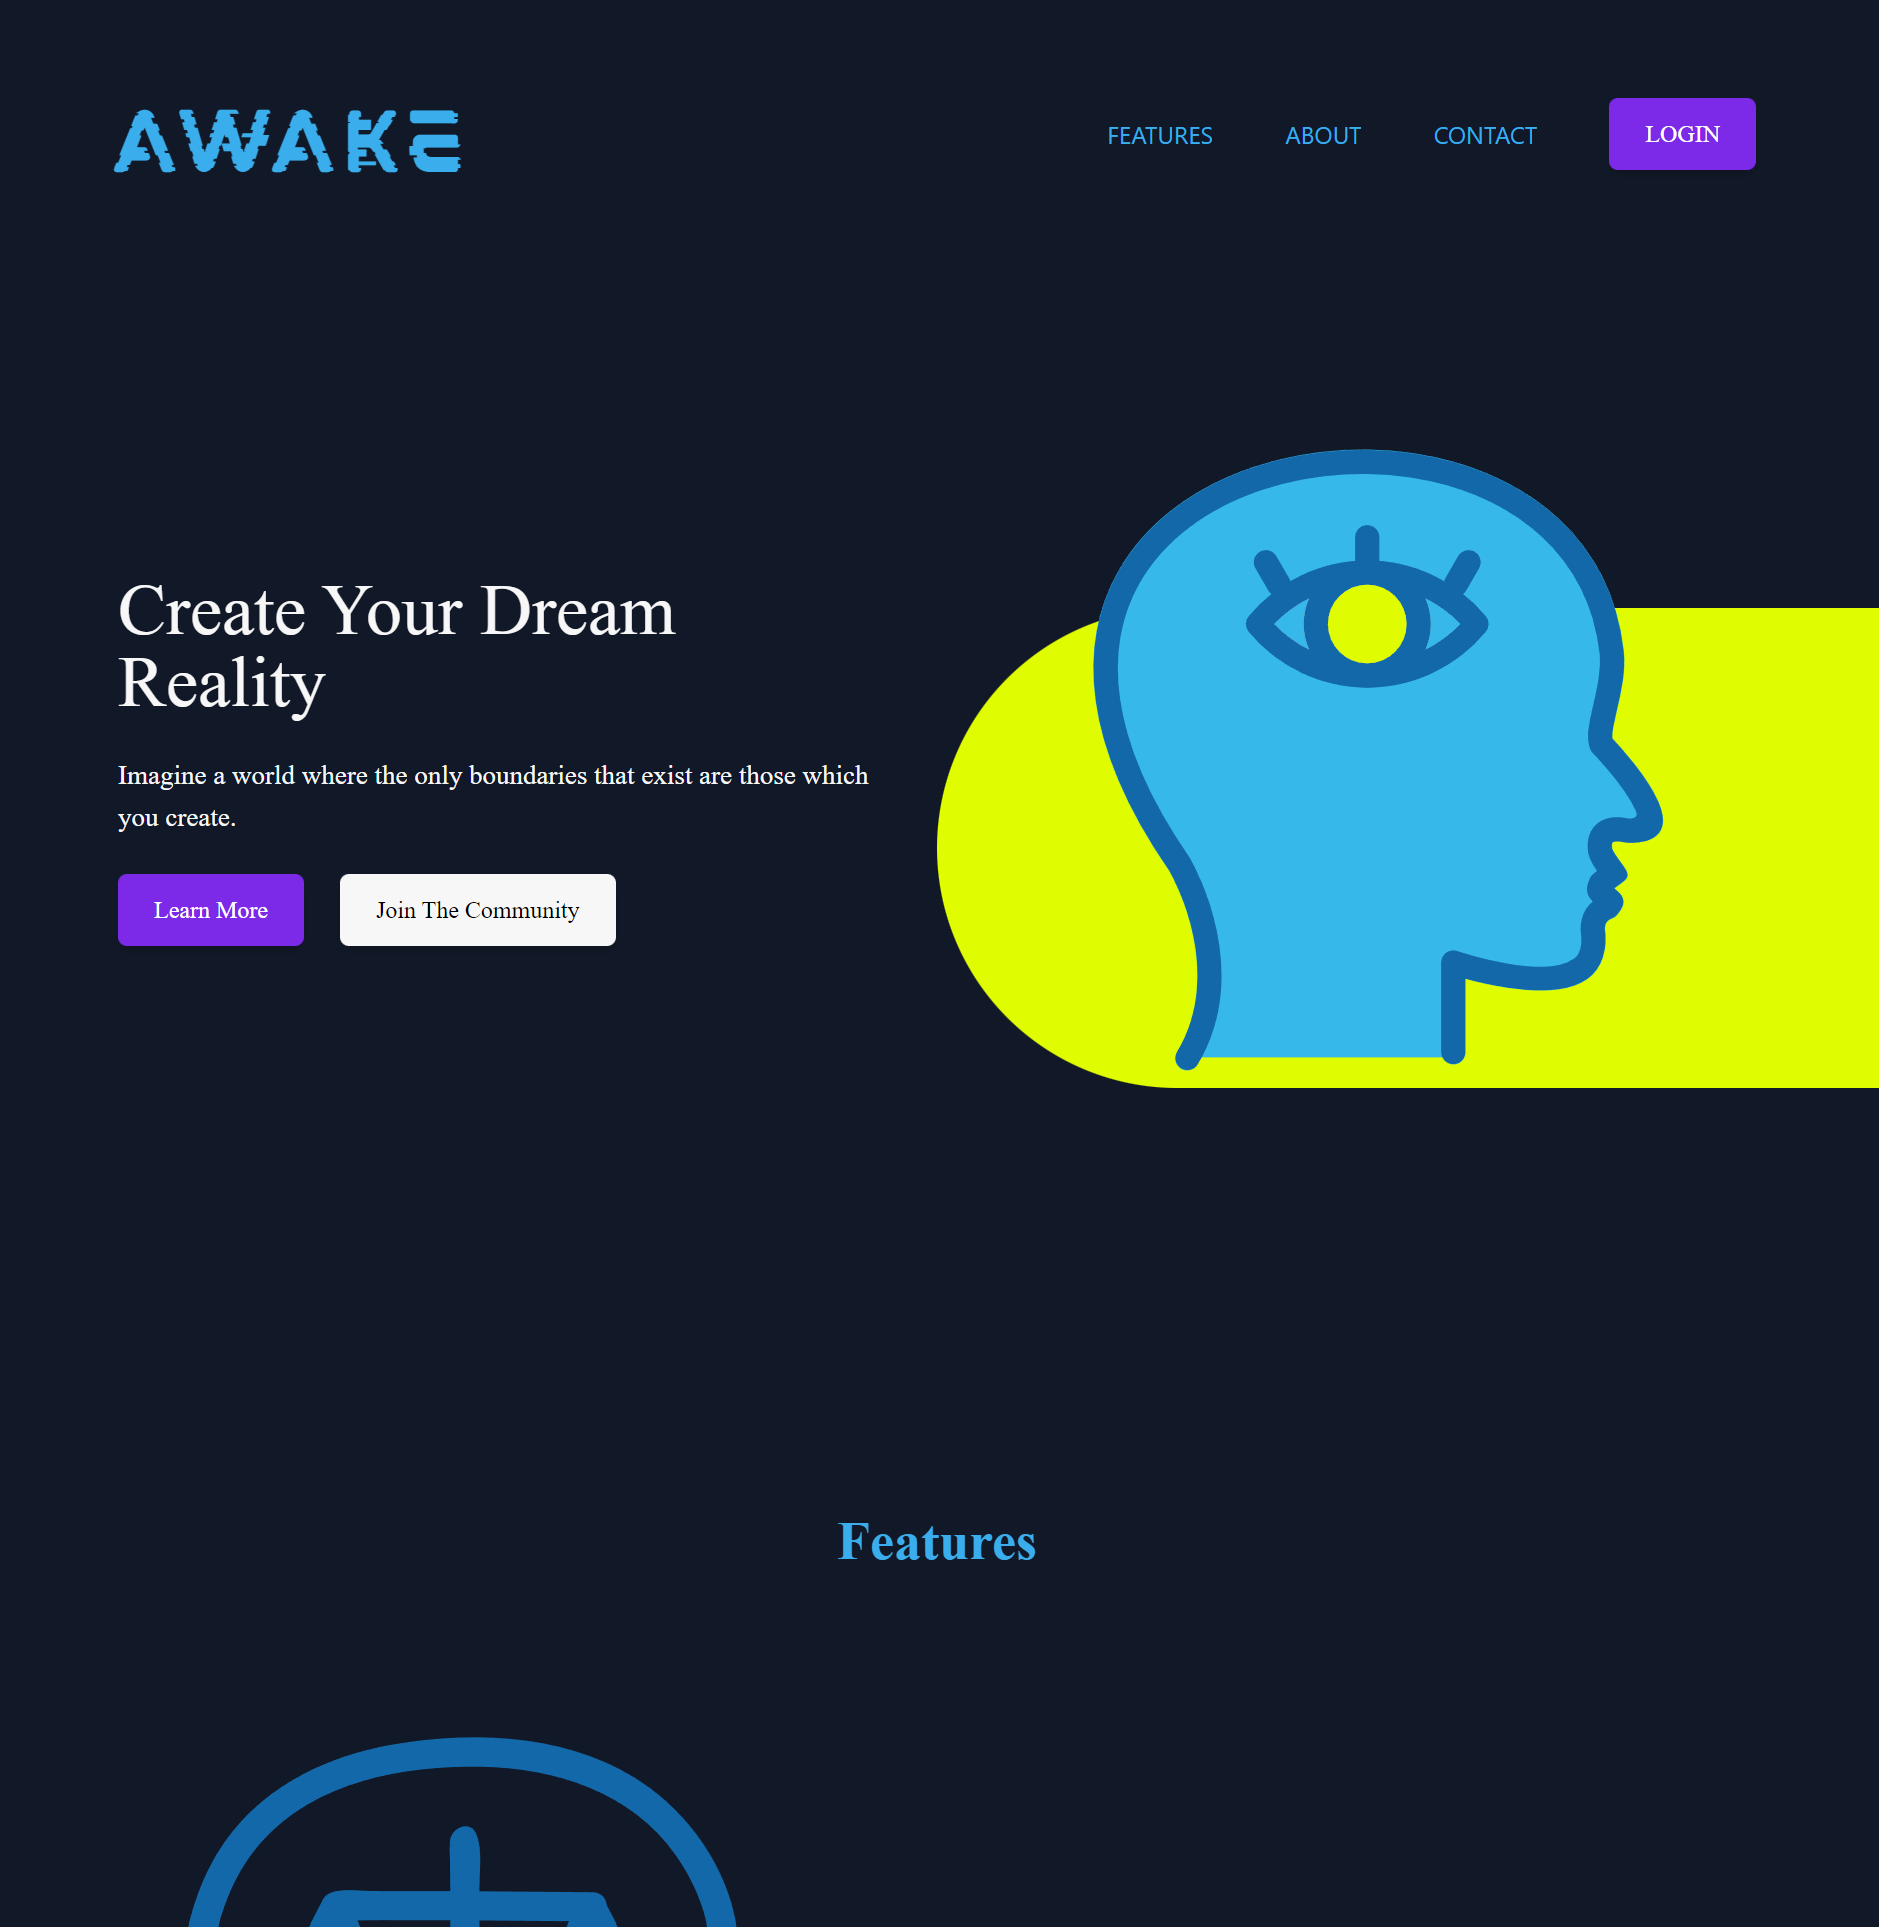 AWAKE
FEATURES
ABOUT
CONTACT
LOGIN
Create Your Dream
Reality
Imagine a world where the only boundaries that exist are those which
you create.
Learn More
Join The Community
Features